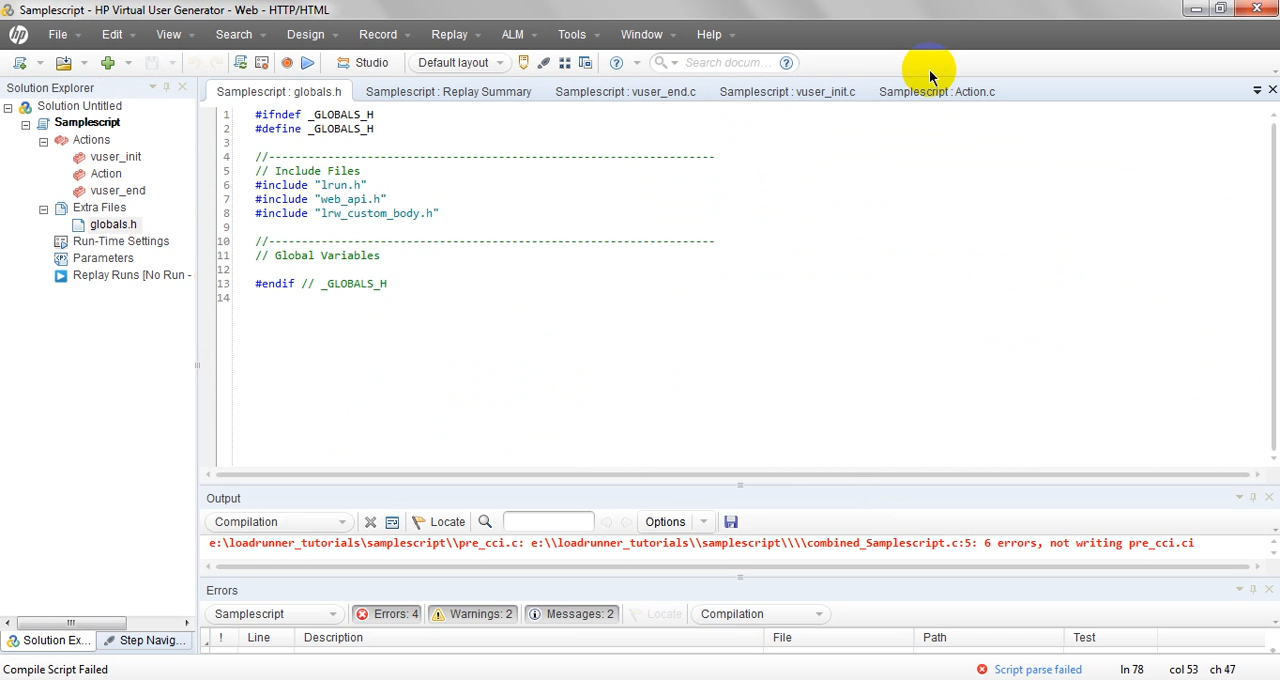 Samplescript - HP Virtual User Generator - Web - HTTP/HTML
hp File Edit View Search Design Record Replay ALM Tools Window Help
Studio Default layout Search docum...
Solution Explorer
Solution Untitled
Samplescript
Actions
vuser_init
Action
vuser_end
Extra Files
globals.h
Run-Time Settings
Parameters
Replay Runs [No Run -
Samplescript : globals.h Samplescript : Replay Summary Samplescript : vuser_end.c Samplescript : vuser_init.c Samplescript : Action.c
1 #ifndef _GLOBALS_H
2 #define _GLOBALS_H
3
4 //-------------------------------------------------------------------
5 // Include Files
6 #include "lrun.h"
7 #include "web_api.h"
8 #include "lrw_custom_body.h"
9
10 //-------------------------------------------------------------------
11 // Global Variables
12
13 #endif // _GLOBALS_H
14
Output
Compilation Locate Options
e:\loadrunner_tutorials\samplescript\\pre_cci.c: e:\\loadrunner_tutorials\\samplescript\\\\combined_Samplescript.c:5: 6 errors, not writing pre_cci.ci
Errors
Samplescript Errors: 4 Warnings: 2 Messages: 2 Locate Compilation
! Line Description File Path Test
Solution Ex... Step Navig...
Compile Script Failed Script parse failed ln 78 col 53 ch 47